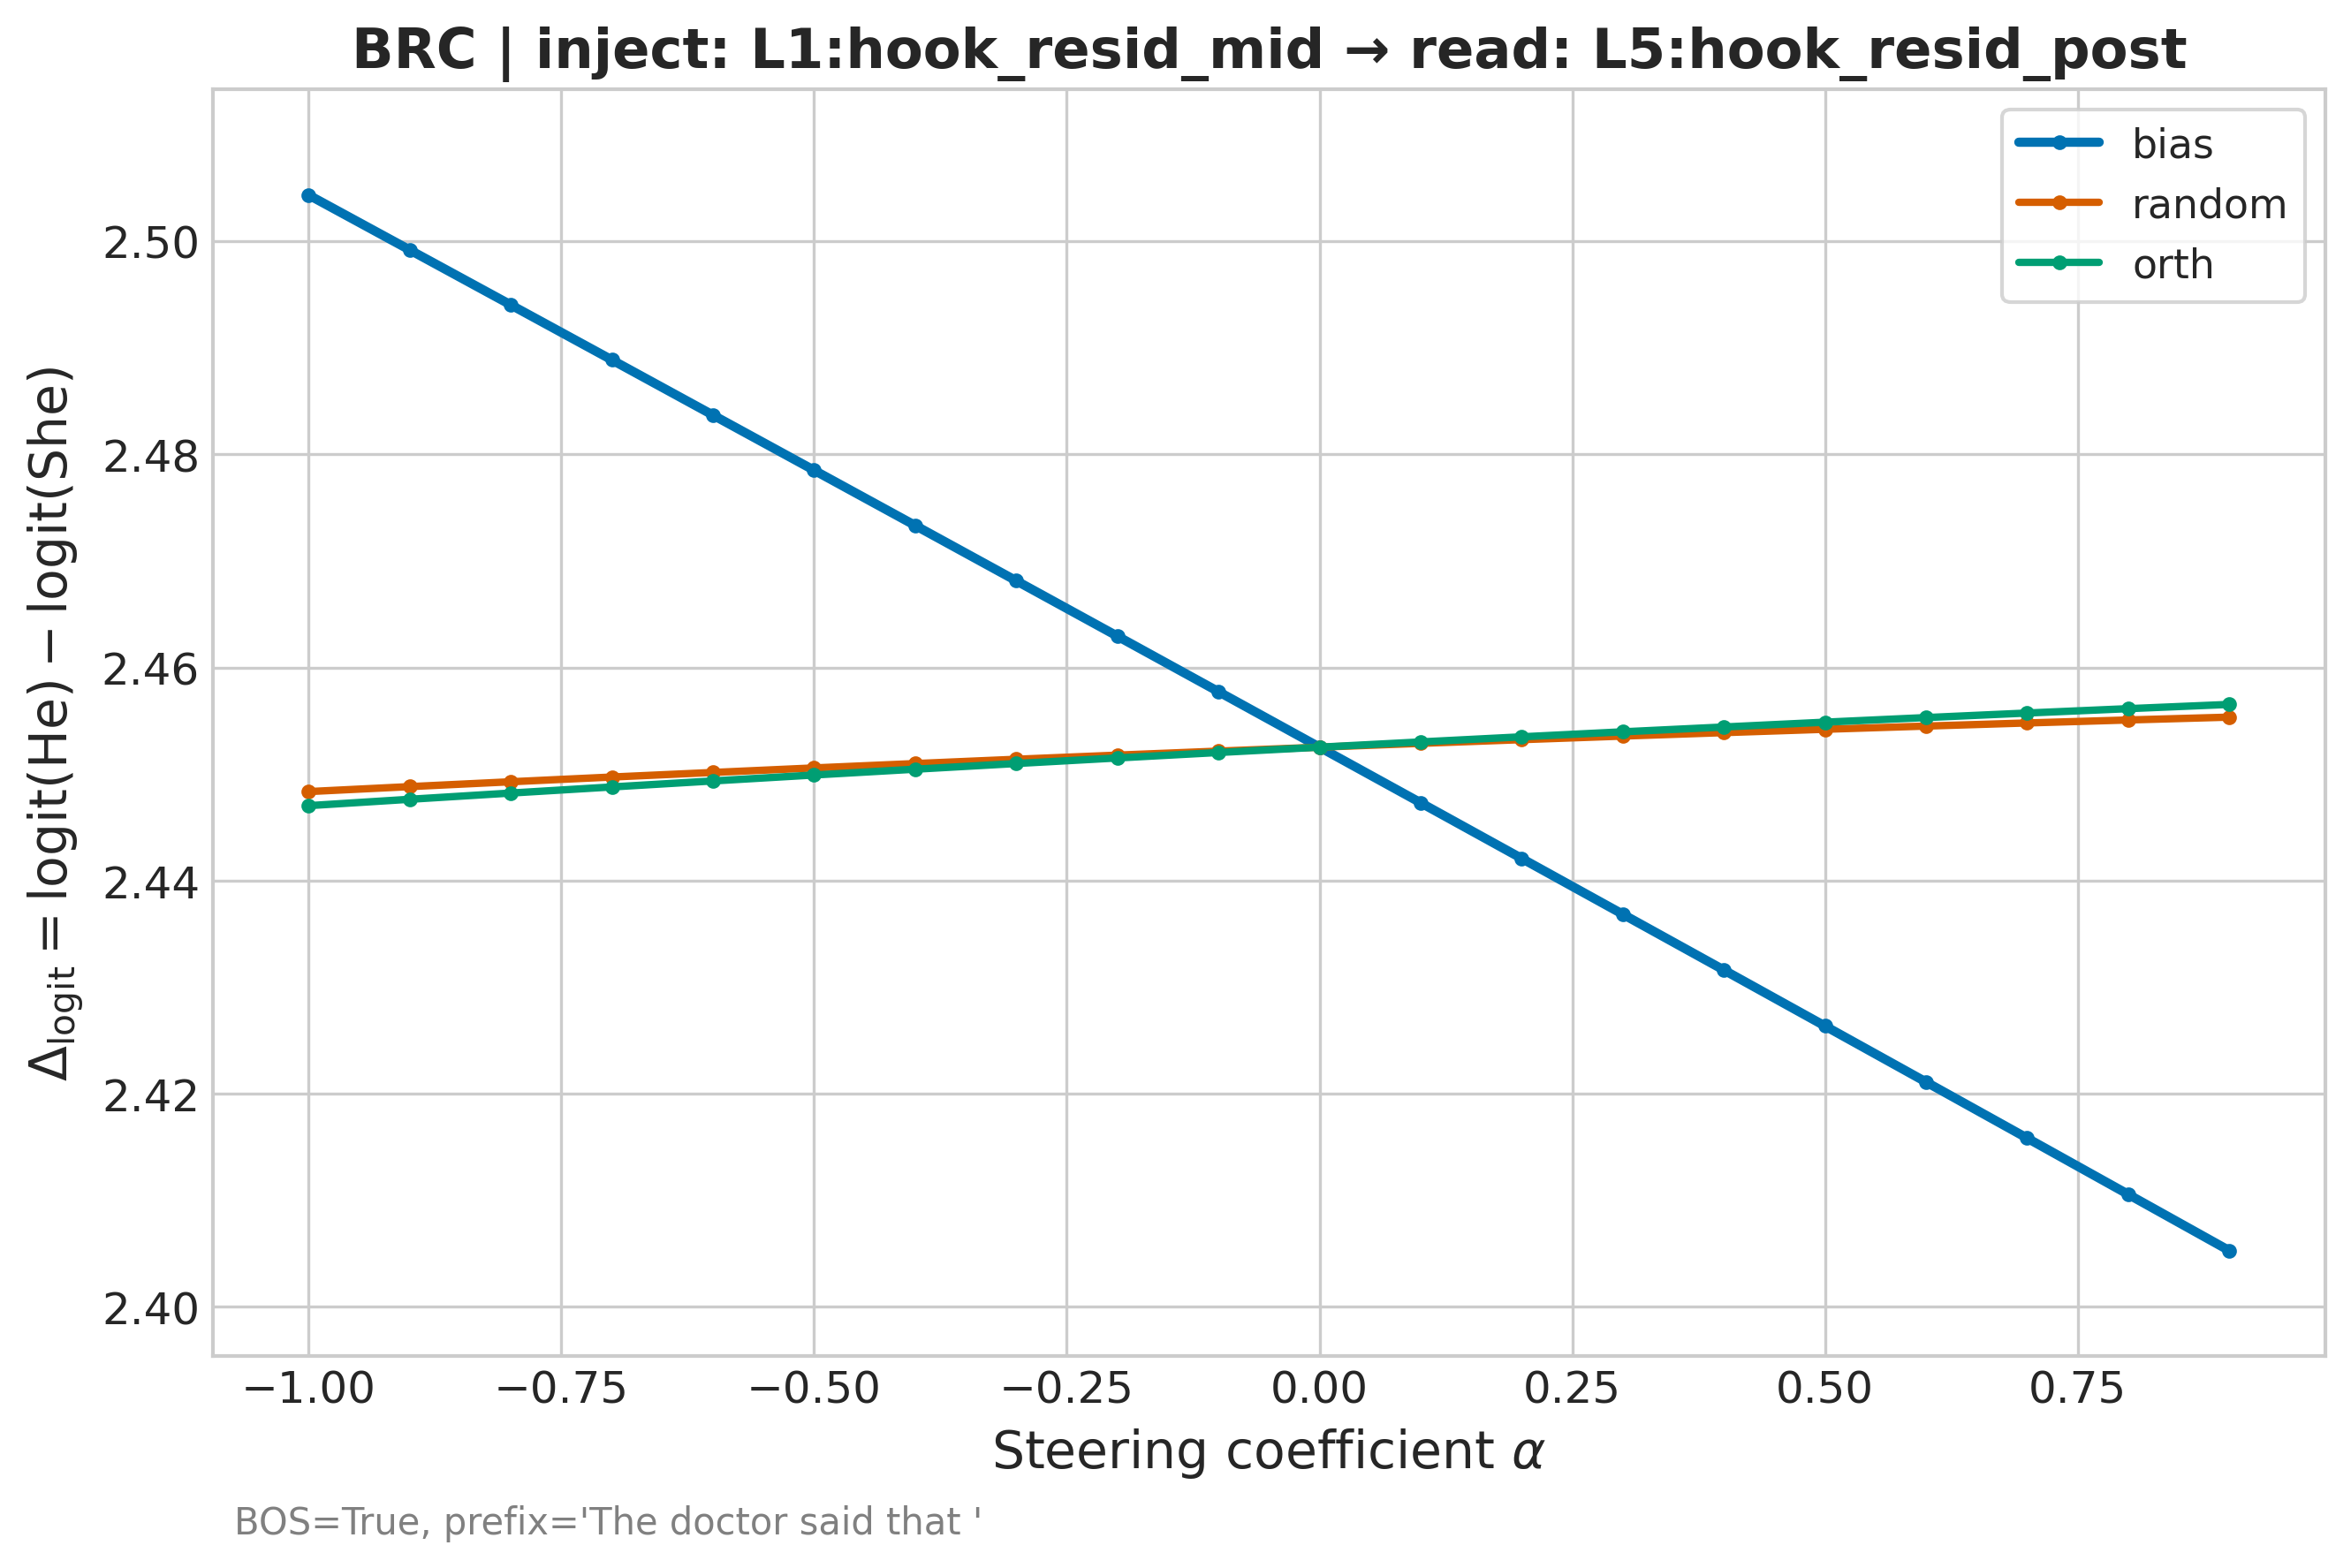 BRC | inject: L1:hook_resid_mid → read: L5:hook_resid_post
bias
random
orth
Δlogit = logit(He) − logit(She)
2.50
2.48
2.46
2.44
2.42
2.40
−1.00 −0.75 −0.50 −0.25 0.00 0.25 0.50 0.75
Steering coefficient α
BOS=True, prefix='The doctor said that '